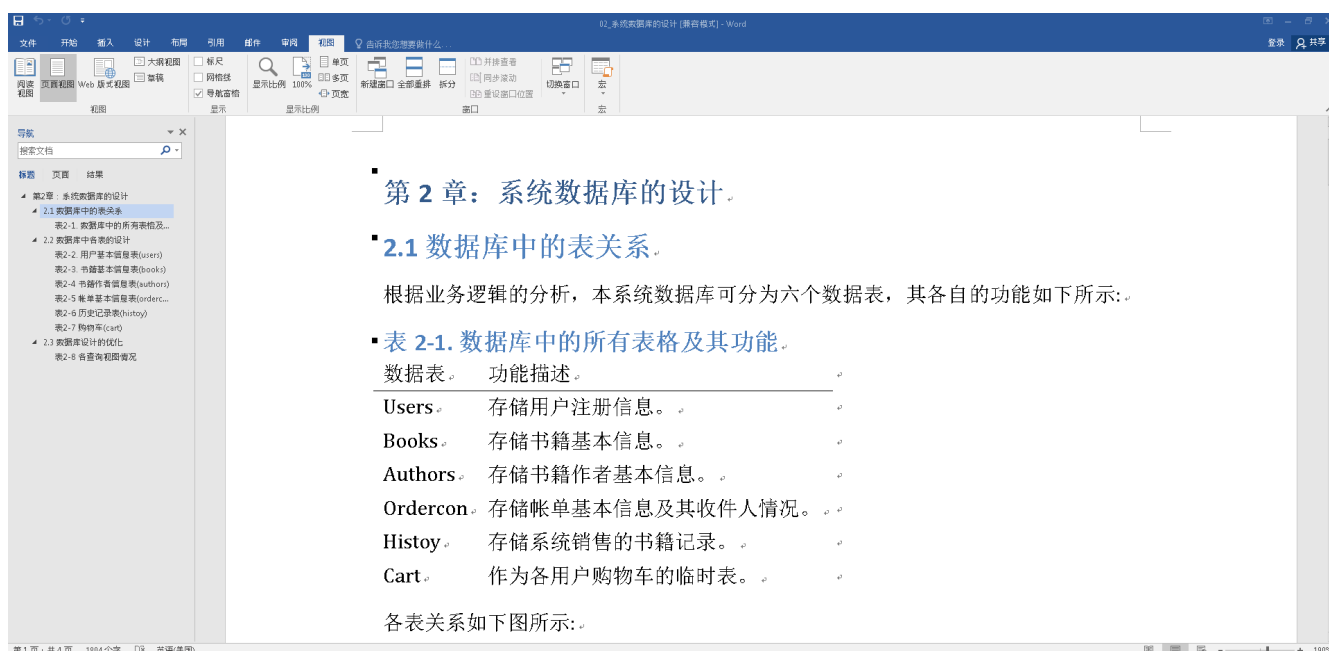 02_系统数据库的设计 [兼容模式] - Word
文件 开始 插入 设计 布局 引用 邮件 审阅 视图 告诉我您想要做什么... 登录 共享
阅读视图 页面视图 Web 版式视图 大纲视图 草稿
标尺 网格线 导航窗格
显示比例 100% 单页 多页 页宽
新建窗口 全部重排 拆分 并排查看 同步滚动 重设窗口位置 切换窗口 宏
视图 显示 显示比例 窗口 宏
导航
搜索文档
标题 页面 结果
第2章：系统数据库的设计
2.1 数据库中的表关系
表2-1. 数据库中的所有表格及...
2.2 数据库中各表的设计
表2-2. 用户基本信息表(users)
表2-3. 书籍基本信息表(books)
表2-4 书籍作者信息表(authors)
表2-5 帐单基本信息表(orderc...
表2-6 历史记录表(histoy)
表2-7 购物车(cart)
2.3 数据库设计的优化
表2-8 各查询视图情况
第 2 章：系统数据库的设计
2.1 数据库中的表关系
根据业务逻辑的分析，本系统数据库可分为六个数据表，其各自的功能如下所示:
表 2-1. 数据库中的所有表格及其功能
数据表 功能描述
Users 存储用户注册信息。
Books 存储书籍基本信息。
Authors 存储书籍作者基本信息。
Ordercon 存储帐单基本信息及其收件人情况。
Histoy 存储系统销售的书籍记录。
Cart 作为各用户购物车的临时表。
各表关系如下图所示:
第 1 页，共 4 页 1804 个字 英语(美国) 190%